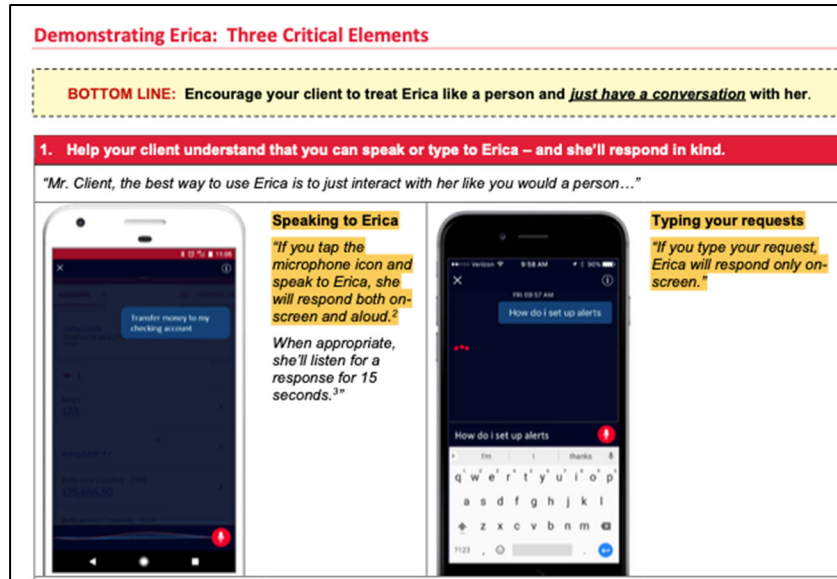 Demonstrating Erica: Three Critical Elements
BOTTOM LINE: Encourage your client to treat Erica like a person and just have a conversation with her.
1. Help your client understand that you can speak or type to Erica – and she'll respond in kind.
"Mr. Client, the best way to use Erica is to just interact with her like you would a person…"
11:05
ACCOUNTS
Transfer money to my
checking account
Speaking to Erica
"If you tap the
microphone icon and
speak to Erica, she
will respond both on-
screen and aloud.²
When appropriate,
she'll listen for a
response for 15
seconds.³"
Verizon 9:58 AM 90%
FRI 09:57 AM
How do i set up alerts
How do i set up alerts
I'm I thanks
q w e r t y u i o p
a s d f g h j k l
z x c v b n m
?123 , .
Typing your requests
"If you type your request,
Erica will respond only on-
screen."